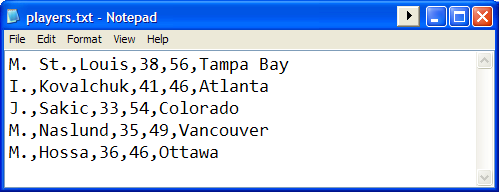 players.txt - Notepad
File Edit Format View Help
M. St.,Louis,38,56,Tampa Bay
I.,Kovalchuk,41,46,Atlanta
J.,Sakic,33,54,Colorado
M.,Naslund,35,49,Vancouver
M.,Hossa,36,46,Ottawa